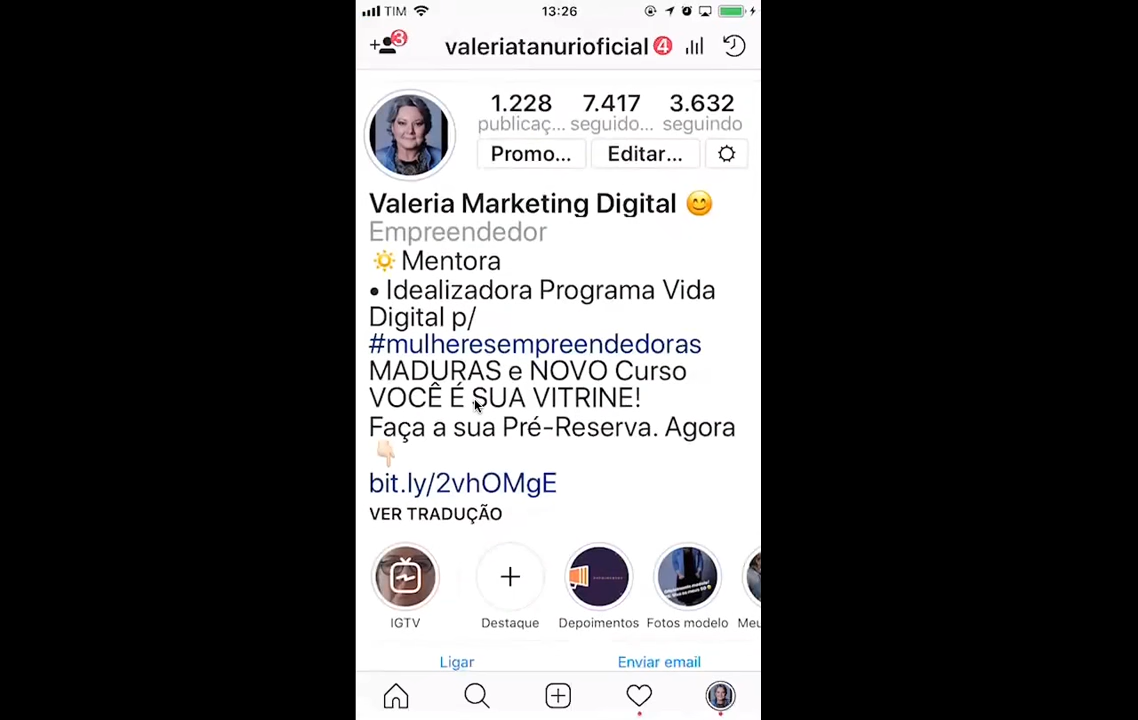 TIM 13:26
3
valeriatanurioficial 4
1.228 7.417 3.632
publicaç... seguido... seguindo
Promo... Editar...
Valeria Marketing Digital 😊
Empreendedor
🔅 Mentora
• Idealizadora Programa Vida
Digital p/
#mulheresempreendedoras
MADURAS e NOVO Curso
VOCÊ É SUA VITRINE!
Faça a sua Pré-Reserva. Agora
👇🏻
bit.ly/2vhOMgE
VER TRADUÇÃO
IGTV Destaque Depoimentos Fotos modelo Meu
Ligar Enviar email